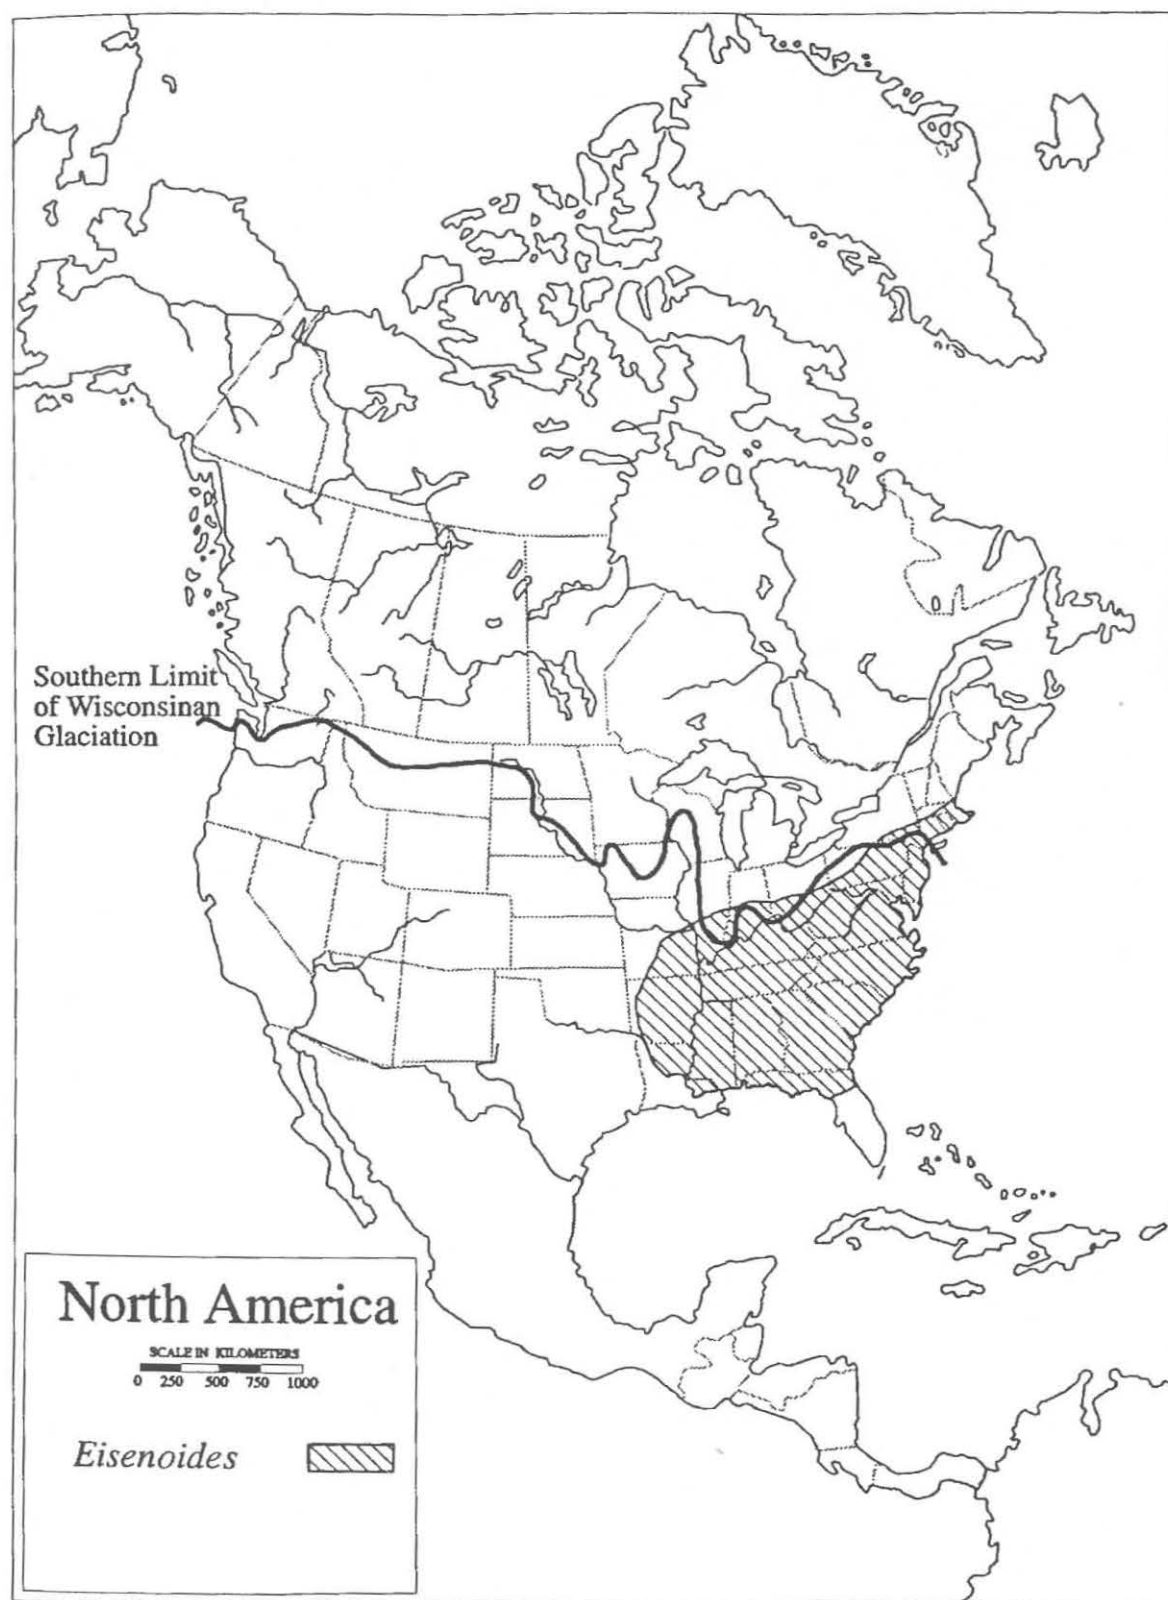 Southern Limit
of Wisconsinan
Glaciation
North America
SCALE IN KILOMETERS
0 250 500 750 1000
Eisenoides